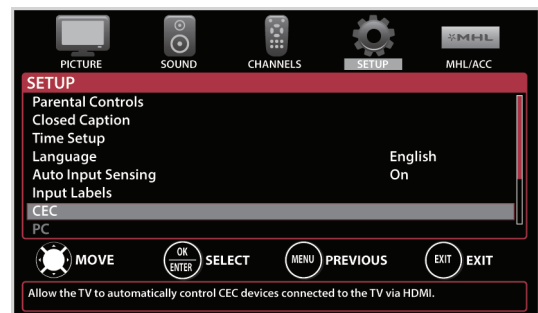 MHL
PICTURE SOUND CHANNELS SETUP MHL/ACC
SETUP
Parental Controls
Closed Caption
Time Setup
Language English
Auto Input Sensing On
Input Labels
CEC
PC
MOVE OK ENTER SELECT MENU PREVIOUS EXIT EXIT
Allow the TV to automatically control CEC devices connected to the TV via HDMI.